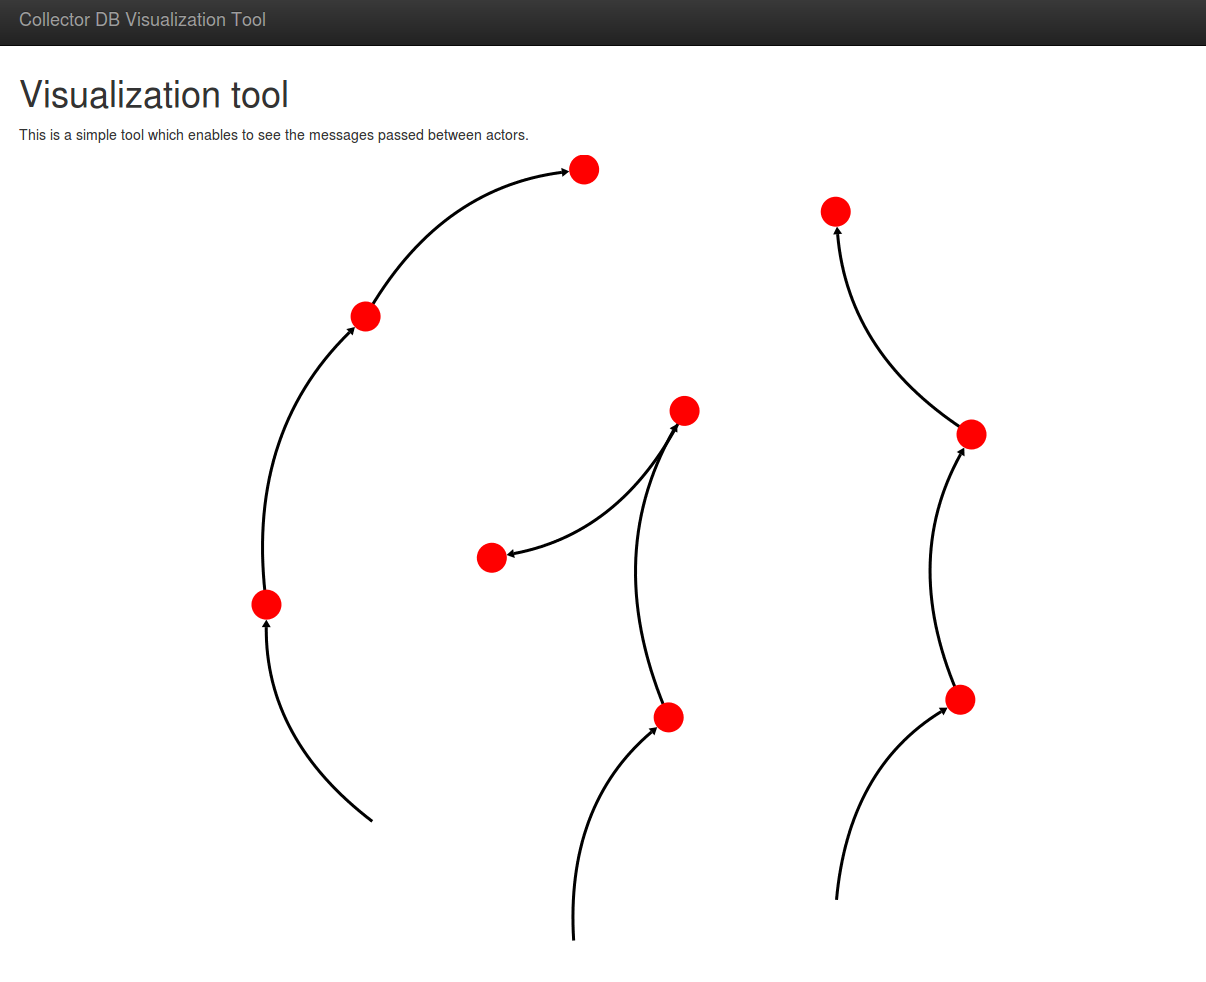 Collector DB Visualization Tool
Visualization tool
This is a simple tool which enables to see the messages passed between actors.